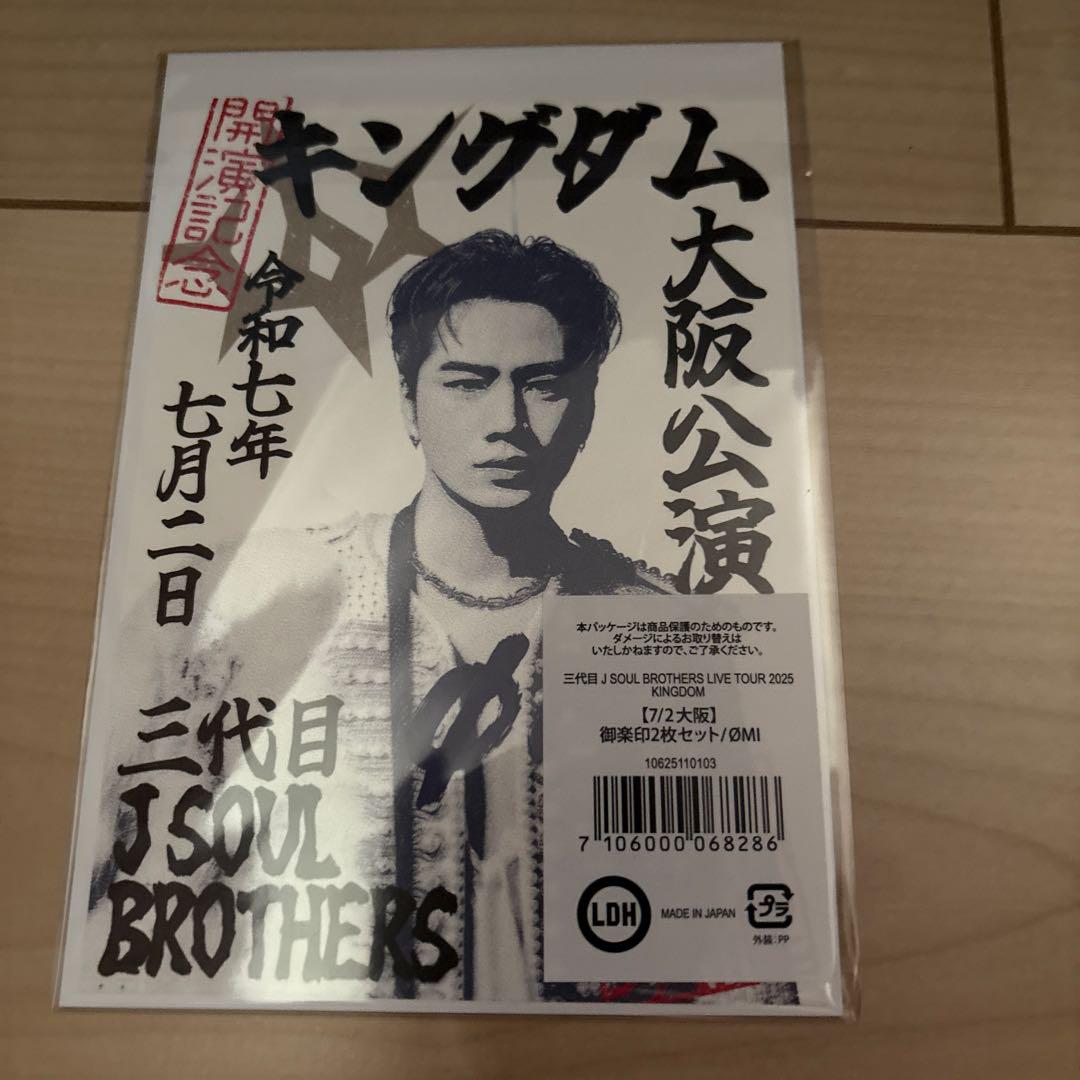 開演記念
キングダム
大阪公演
令和七年
七月二日
三代目
J SOUL
BROTHERS
本パッケージは商品保護のためのものです。
ダメージによるお取り替えは
いたしかねますので、ご了承ください。
三代目 J SOUL BROTHERS LIVE TOUR 2025
KINGDOM
【7/2 大阪】
御楽印2枚セット/ØMI
10625110103
7 106000 068286
LDH
MADE IN JAPAN
プラ
外装:PP